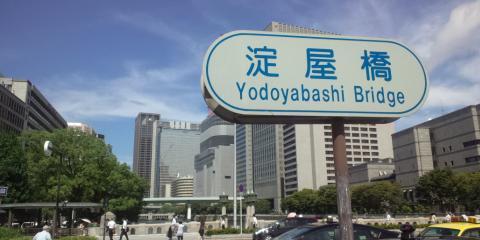 淀屋橋
Yodoyabashi Bridge